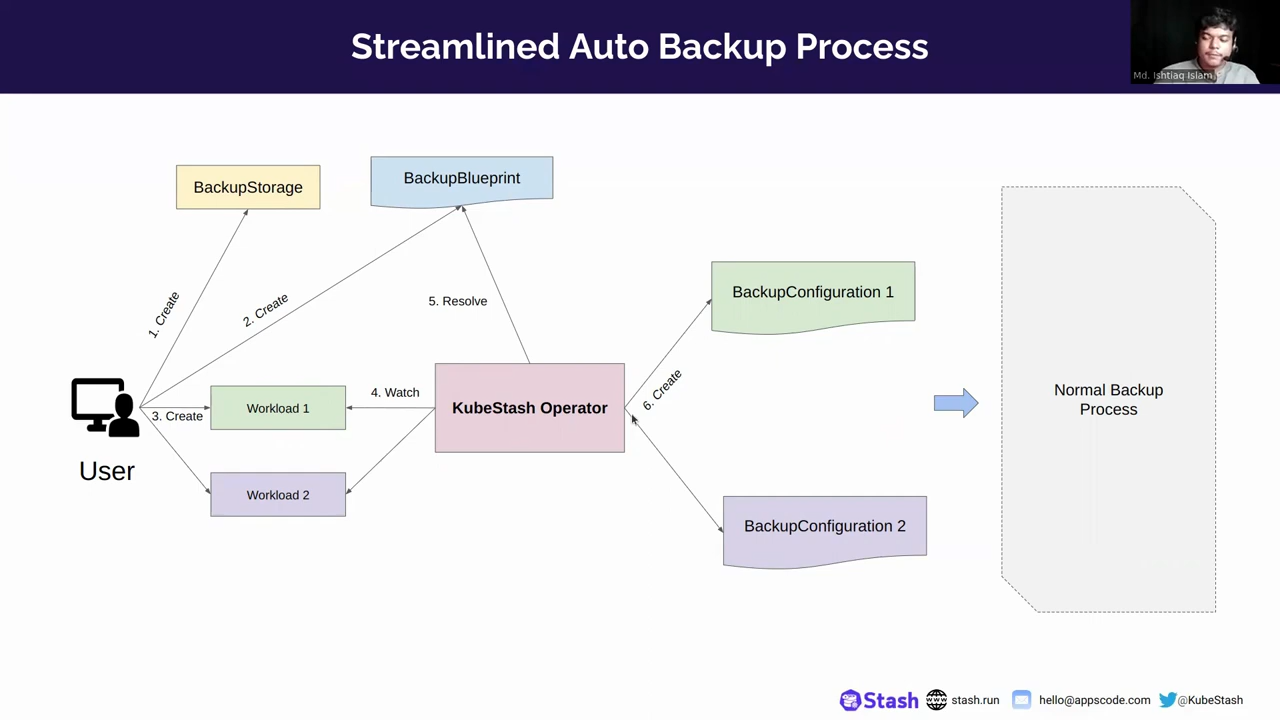 Streamlined Auto Backup Process
Md. Ishtiaq Islam
BackupStorage
BackupBlueprint
1. Create
2. Create
5. Resolve
BackupConfiguration 1
3. Create
Workload 1
4. Watch
KubeStash Operator
6. Create
Normal Backup
Process
User
Workload 2
BackupConfiguration 2
Stash
stash.run
hello@appscode.com
@KubeStash